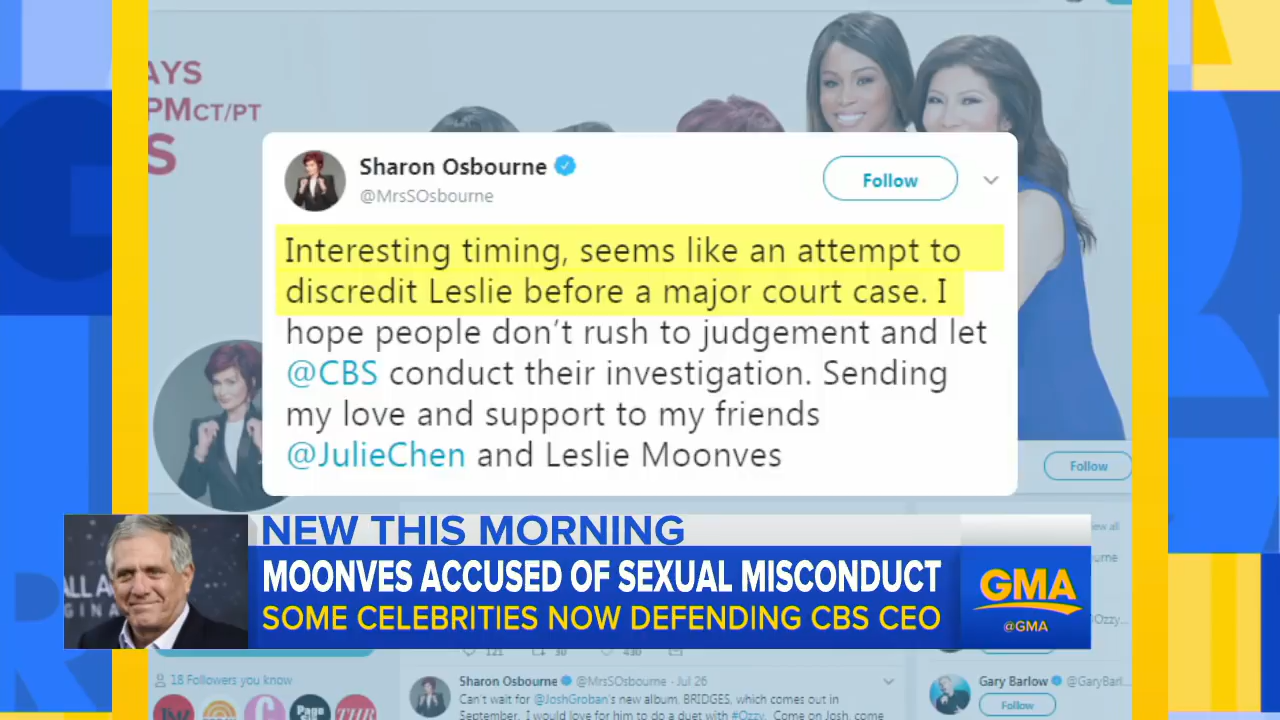 AYS
PMCT/PT
S
Sharon Osbourne
@MrsSOsbourne
Follow
Interesting timing, seems like an attempt to
discredit Leslie before a major court case. I
hope people don't rush to judgement and let
@CBS conduct their investigation. Sending
my love and support to my friends
@JulieChen and Leslie Moonves
Follow
NEW THIS MORNING
MOONVES ACCUSED OF SEXUAL MISCONDUCT
SOME CELEBRITIES NOW DEFENDING CBS CEO
GMA
@GMA
121 30 430
18 Followers you know
Sharon Osbourne @MrsSOsbourne · Jul 26
Can't wait for @JoshGroban's new album, BRIDGES, which comes out in
September. I would love for him to do a duet with #Ozzy. Come on Josh, come
Gary Barlow @GaryBarl...
Follow
Page
THR